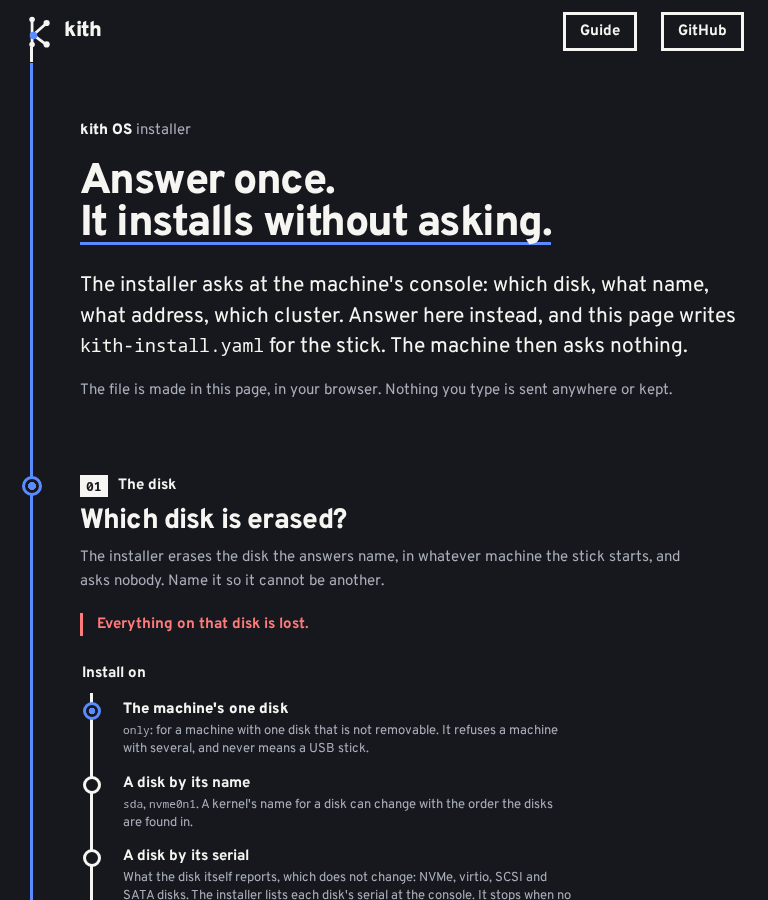 kith
Guide
GitHub
kith OS installer
Answer once.
It installs without asking.
The installer asks at the machine's console: which disk, what name,
what address, which cluster. Answer here instead, and this page writes
kith-install.yaml for the stick. The machine then asks nothing.
The file is made in this page, in your browser. Nothing you type is sent anywhere or kept.
01 The disk
Which disk is erased?
The installer erases the disk the answers name, in whatever machine the stick starts, and
asks nobody. Name it so it cannot be another.
Everything on that disk is lost.
Install on
The machine's one disk
only: for a machine with one disk that is not removable. It refuses a machine
with several, and never means a USB stick.
A disk by its name
sda, nvme0n1. A kernel's name for a disk can change with the order the disks
are found in.
A disk by its serial
What the disk itself reports, which does not change: NVMe, virtio, SCSI and
SATA disks. The installer lists each disk's serial at the console. It stops when no